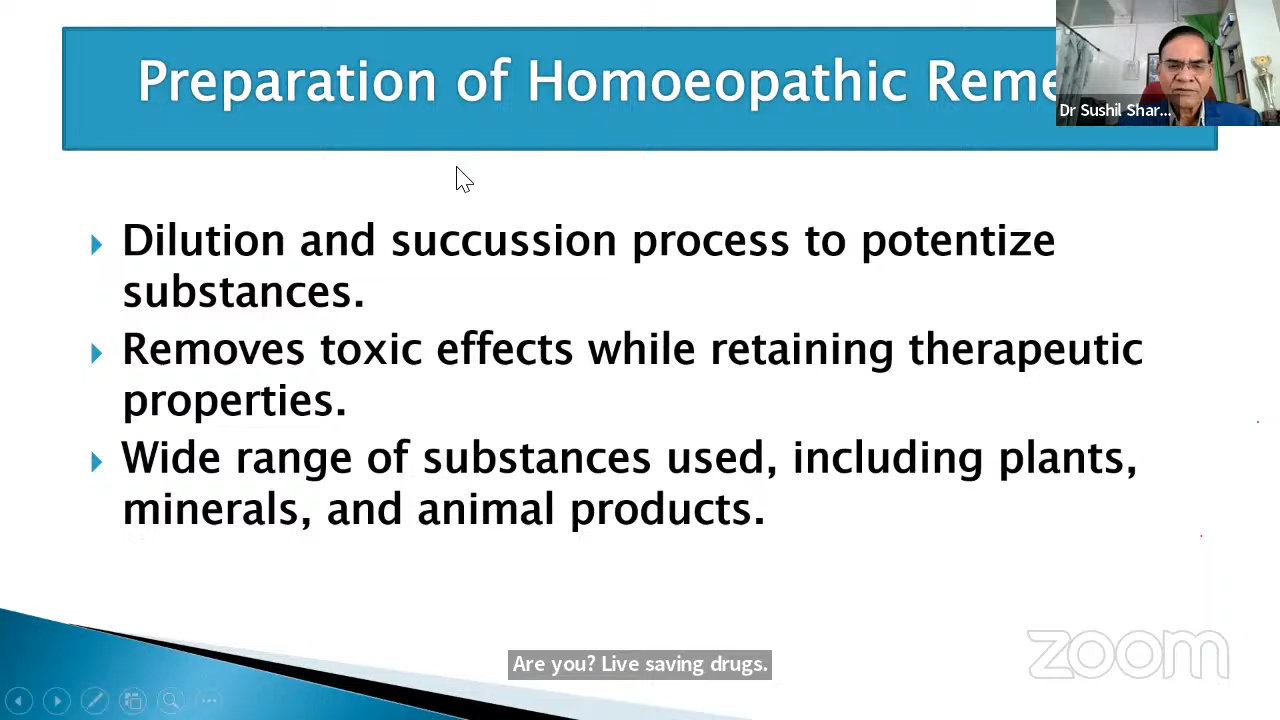 Preparation of Homoeopathic Reme
Dr Sushil Shar...
Dilution and succussion process to potentize
substances.
Removes toxic effects while retaining therapeutic
properties.
Wide range of substances used, including plants,
minerals, and animal products.
zoom
Are you? Live saving drugs.